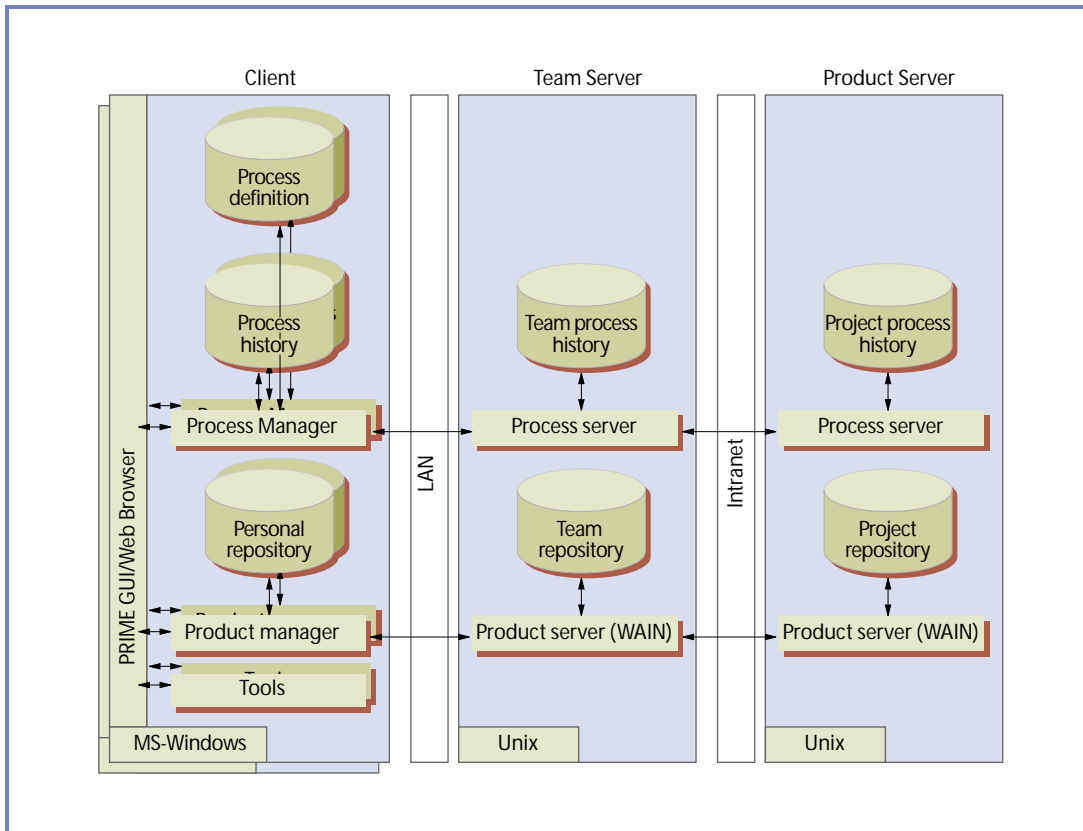 Client
Team Server
Product Server
Process
definition
Process
history
s
Team process
history
Project process
history
Process Manager
Process server
Process server
LAN
Intranet
PRIME GUI/Web Browser
Personal
repository
Team
repository
Project
repository
Product manager
Product server (WAIN)
Product server (WAIN)
Tools
MS-Windows
Unix
Unix